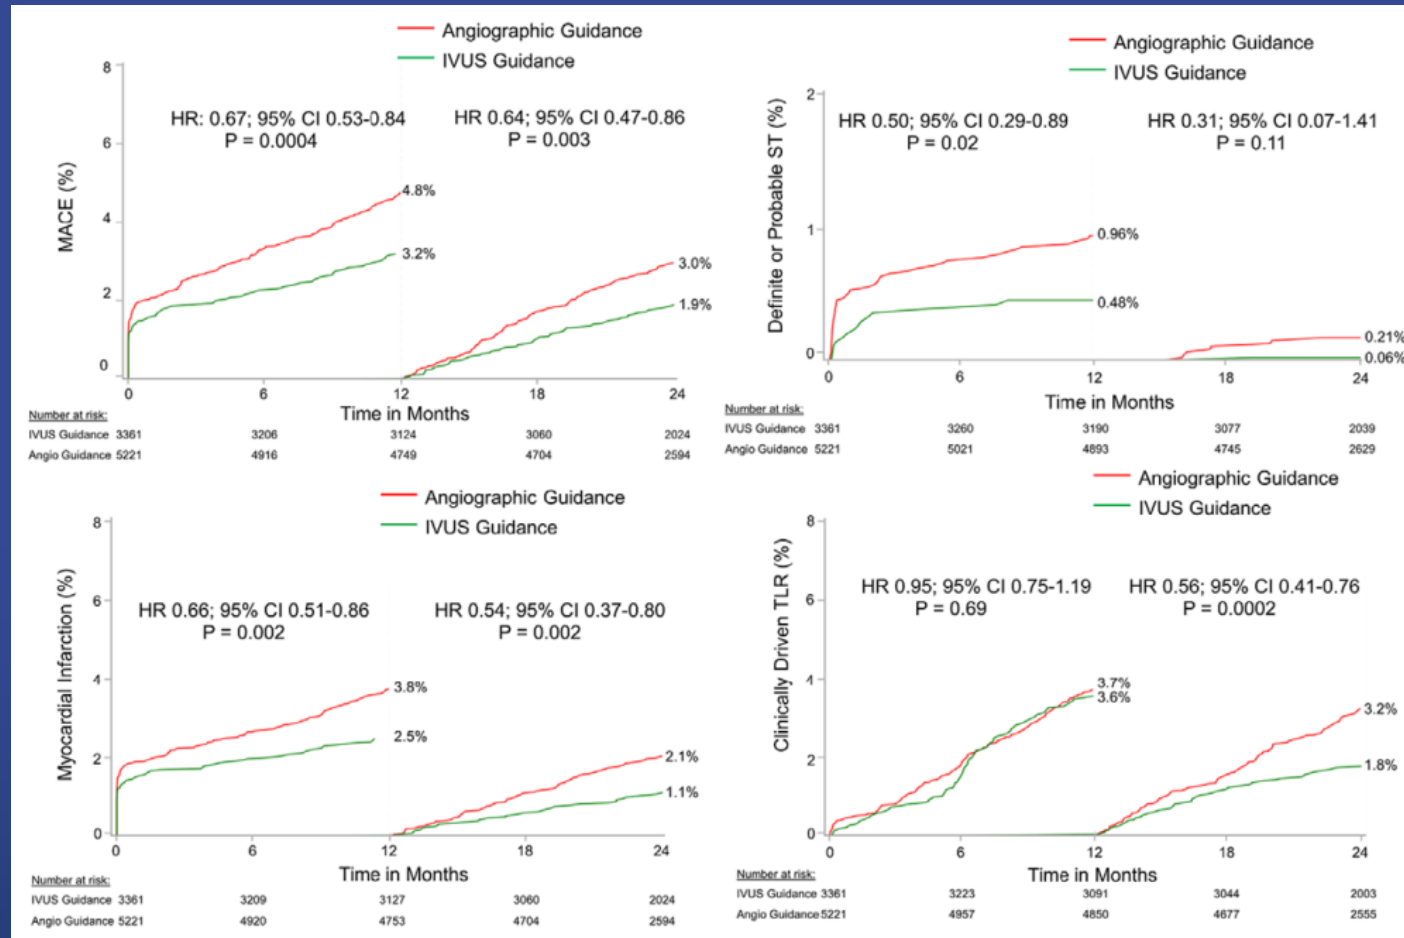 Angiographic Guidance
IVUS Guidance
MACE (%)
8
6
4
2
0
HR: 0.67; 95% CI 0.53-0.84
P = 0.0004
HR 0.64; 95% CI 0.47-0.86
P = 0.003
4.8%
3.2%
3.0%
1.9%
0 6 12 18 24
Time in Months
Number at risk:
IVUS Guidance 3361 3206 3124 3060 2024
Angio Guidance 5221 4916 4749 4704 2594
Angiographic Guidance
IVUS Guidance
Definite or Probable ST (%)
2
1
0
HR 0.50; 95% CI 0.29-0.89
P = 0.02
HR 0.31; 95% CI 0.07-1.41
P = 0.11
0.96%
0.48%
0.21%
0.06%
0 6 12 18 24
Time in Months
Number at risk:
IVUS Guidance 3361 3260 3190 3077 2039
Angio Guidance 5221 5021 4893 4745 2629
Angiographic Guidance
IVUS Guidance
Myocardial Infarction (%)
8
6
4
2
0
HR 0.66; 95% CI 0.51-0.86
P = 0.002
HR 0.54; 95% CI 0.37-0.80
P = 0.002
3.8%
2.5%
2.1%
1.1%
0 6 12 18 24
Time in Months
Number at risk:
IVUS Guidance 3361 3209 3127 3060 2024
Angio Guidance 5221 4920 4753 4704 2594
Angiographic Guidance
IVUS Guidance
Clinically Driven TLR (%)
8
6
4
2
0
HR 0.95; 95% CI 0.75-1.19
P = 0.69
HR 0.56; 95% CI 0.41-0.76
P = 0.0002
3.7%
3.6%
3.2%
1.8%
0 6 12 18 24
Time in Months
Number at risk:
IVUS Guidance 3361 3223 3091 3044 2003
Angio Guidance 5221 4957 4850 4677 2555